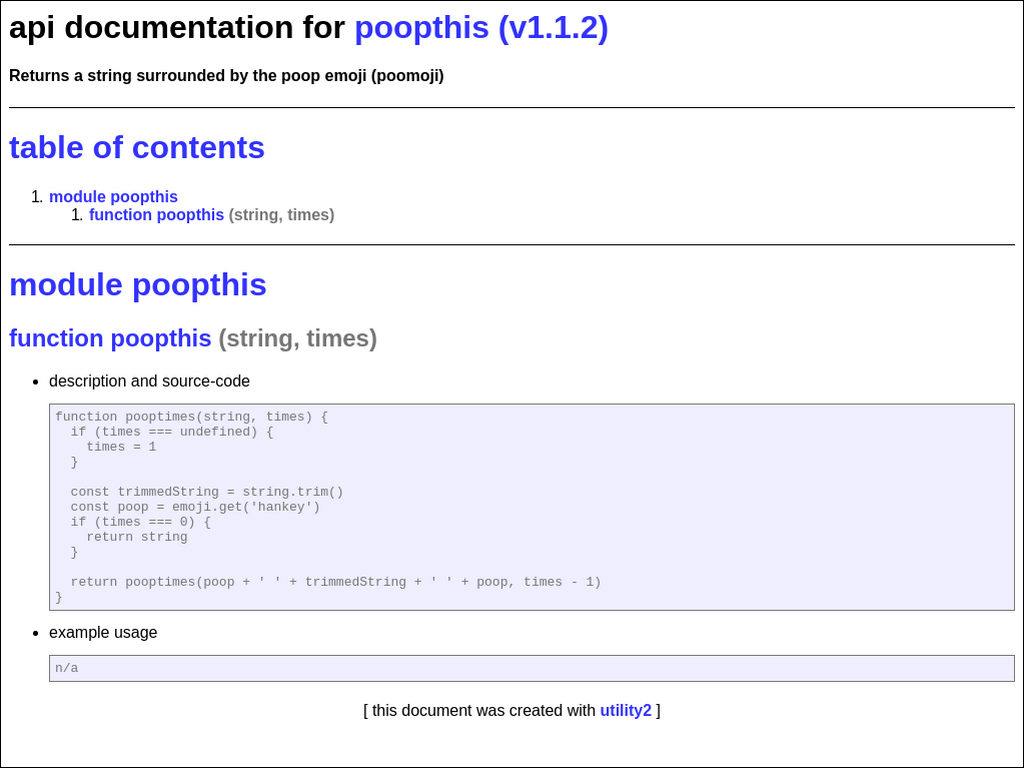 api documentation for poopthis (v1.1.2)
Returns a string surrounded by the poop emoji (poomoji)
table of contents
1. module poopthis
1. function poopthis (string, times)
module poopthis
function poopthis (string, times)
• description and source-code
function pooptimes(string, times) {
  if (times === undefined) {
    times = 1
  }

  const trimmedString = string.trim()
  const poop = emoji.get('hankey')
  if (times === 0) {
    return string
  }

  return pooptimes(poop + ' ' + trimmedString + ' ' + poop, times - 1)
}
• example usage
n/a
[ this document was created with utility2 ]